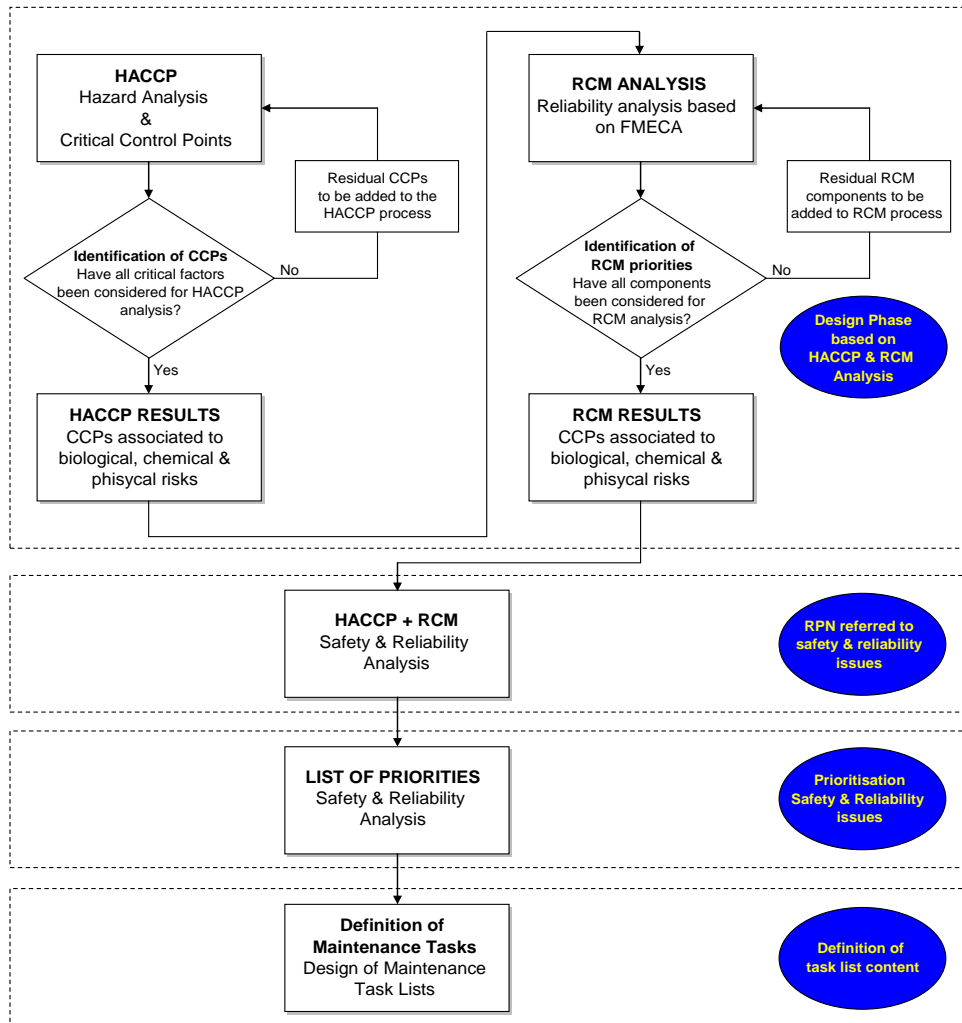 HACCP
Hazard Analysis
&
Critical Control Points
Residual CCPs
to be added to the
HACCP process
Identification of CCPs
Have all critical factors
been considered for HACCP
analysis?
No
Yes
HACCP RESULTS
CCPs associated to
biological, chemical &
phisycal risks
RCM ANALYSIS
Reliability analysis based
on FMECA
Residual RCM
components to be
added to RCM process
Identification of
RCM priorities
Have all components
been considered for
RCM analysis?
No
Yes
RCM RESULTS
CCPs associated to
biological, chemical &
phisycal risks
Design Phase
based on
HACCP & RCM
Analysis
HACCP + RCM
Safety & Reliability
Analysis
RPN referred to
safety & reliability
issues
LIST OF PRIORITIES
Safety & Reliability
Analysis
Prioritisation
Safety & Reliability
issues
Definition of
Maintenance Tasks
Design of Maintenance
Task Lists
Definition of
task list content